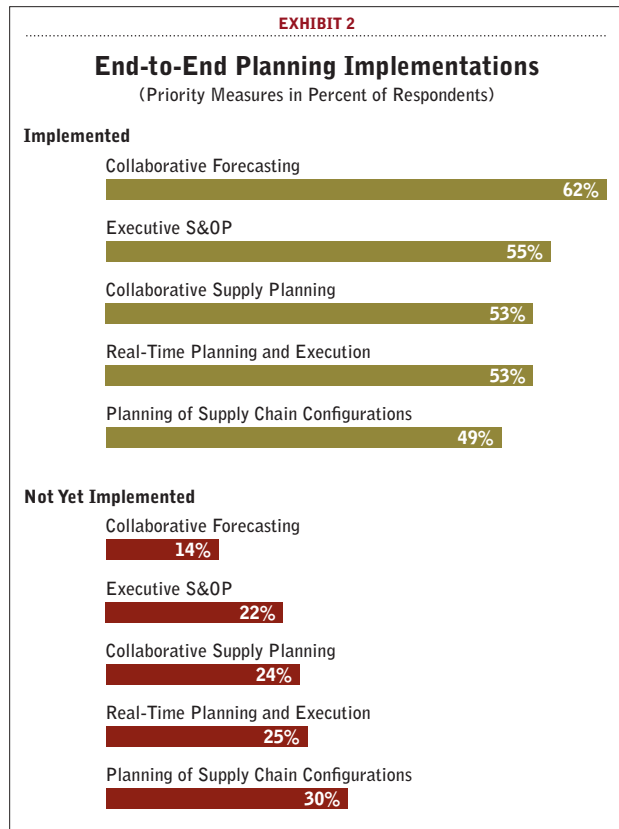 EXHIBIT 2
End-to-End Planning Implementations
(Priority Measures in Percent of Respondents)
Implemented
Collaborative Forecasting
62%
Executive S&OP
55%
Collaborative Supply Planning
53%
Real-Time Planning and Execution
53%
Planning of Supply Chain Configurations
49%
Not Yet Implemented
Collaborative Forecasting
14%
Executive S&OP
22%
Collaborative Supply Planning
24%
Real-Time Planning and Execution
25%
Planning of Supply Chain Configurations
30%